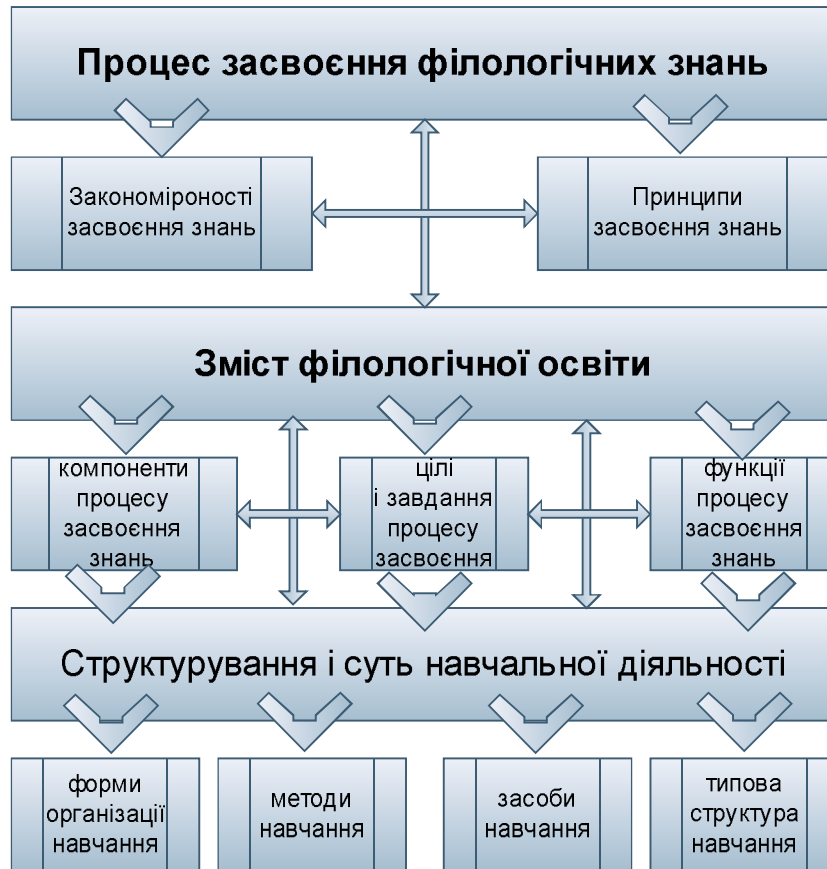 Процес засвоєння філологічних знань
Закономіроності
засвоєння знань
Принципи
засвоєння знань
Зміст філологічної освіти
компоненти
процесу
засвоєння
знань
цілі
і завдання
процесу
засвоєння
функції
процесу
засвоєння
знань
Структурування і суть навчальної діяльності
форми
організації
навчання
методи
навчання
засоби
навчання
типова
структура
навчання